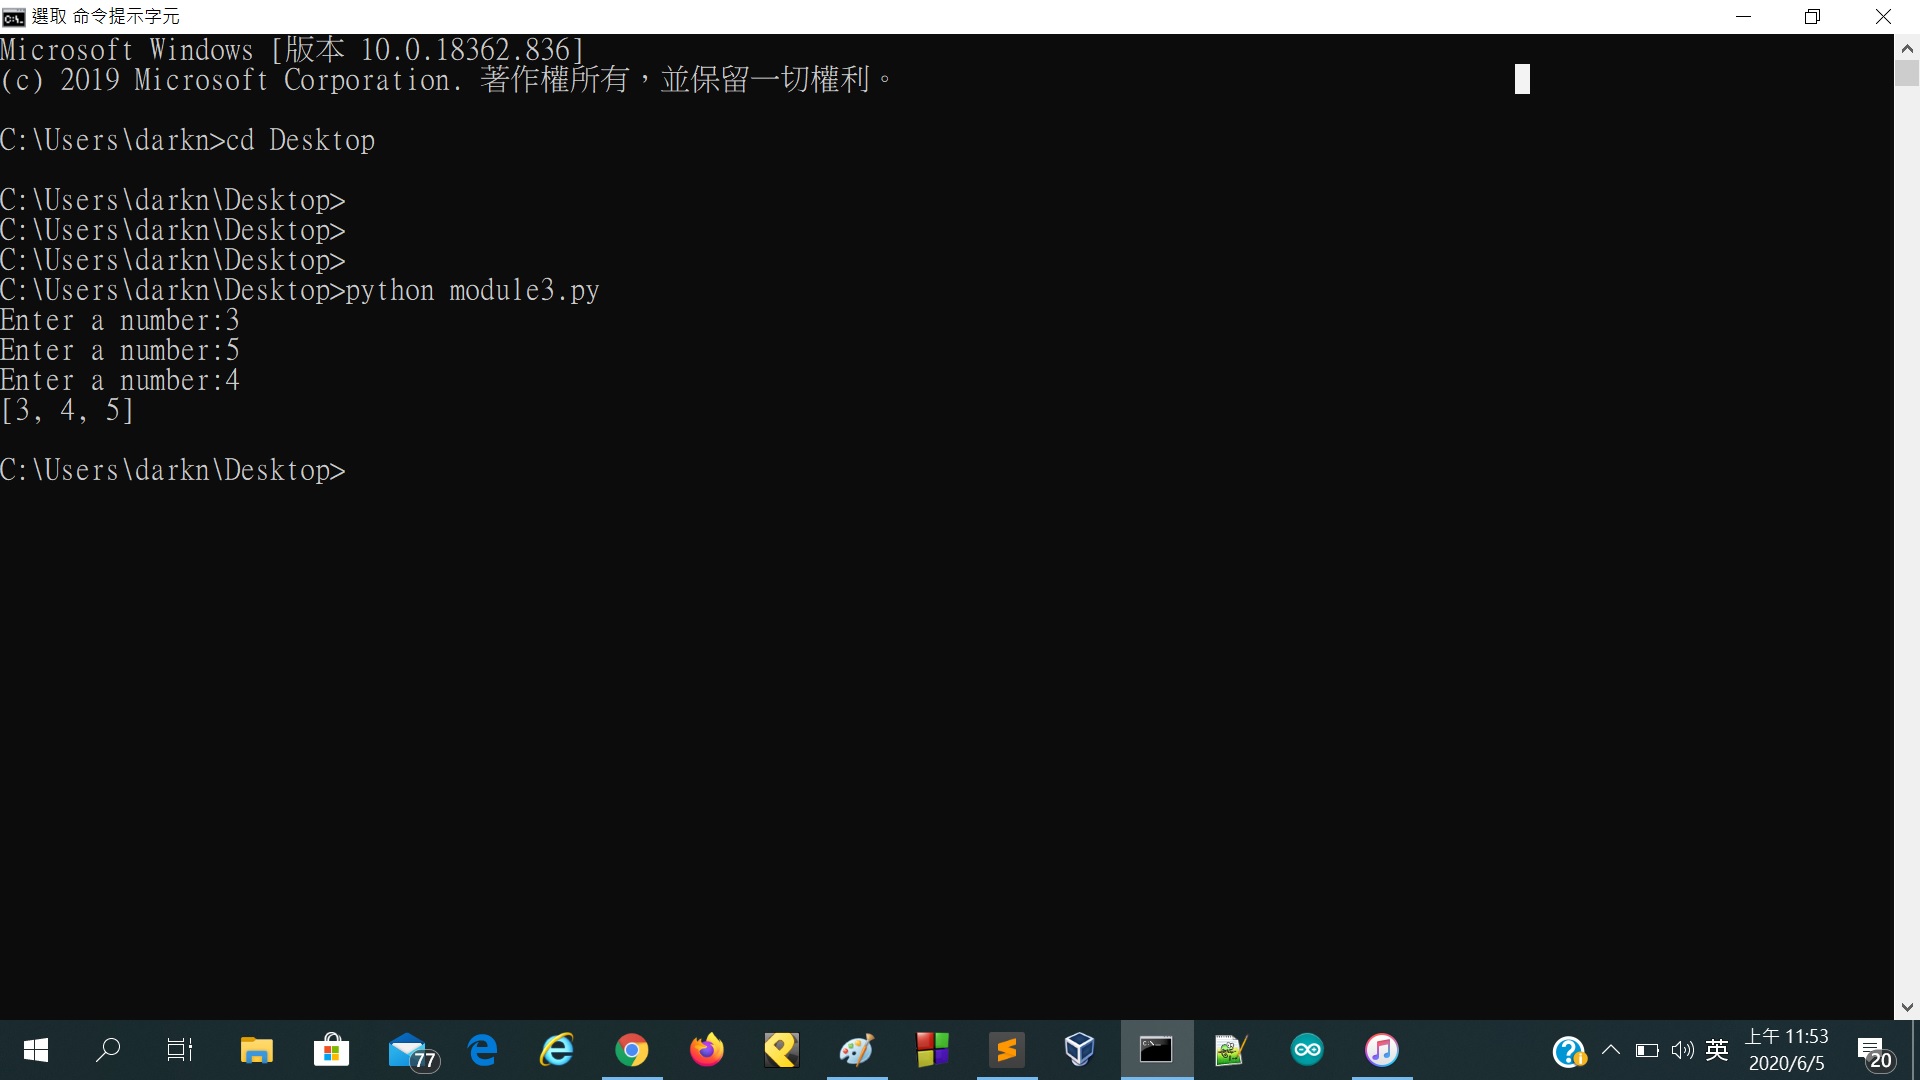 選取 命令提示字元
Microsoft Windows [版本 10.0.18362.836]
(c) 2019 Microsoft Corporation. 著作權所有，並保留一切權利。
C:\Users\darkn>cd Desktop
C:\Users\darkn\Desktop>
C:\Users\darkn\Desktop>
C:\Users\darkn\Desktop>
C:\Users\darkn\Desktop>python module3.py
Enter a number:3
Enter a number:5
Enter a number:4
[3, 4, 5]
C:\Users\darkn\Desktop>
77
英
上午 11:53
2020/6/5
20